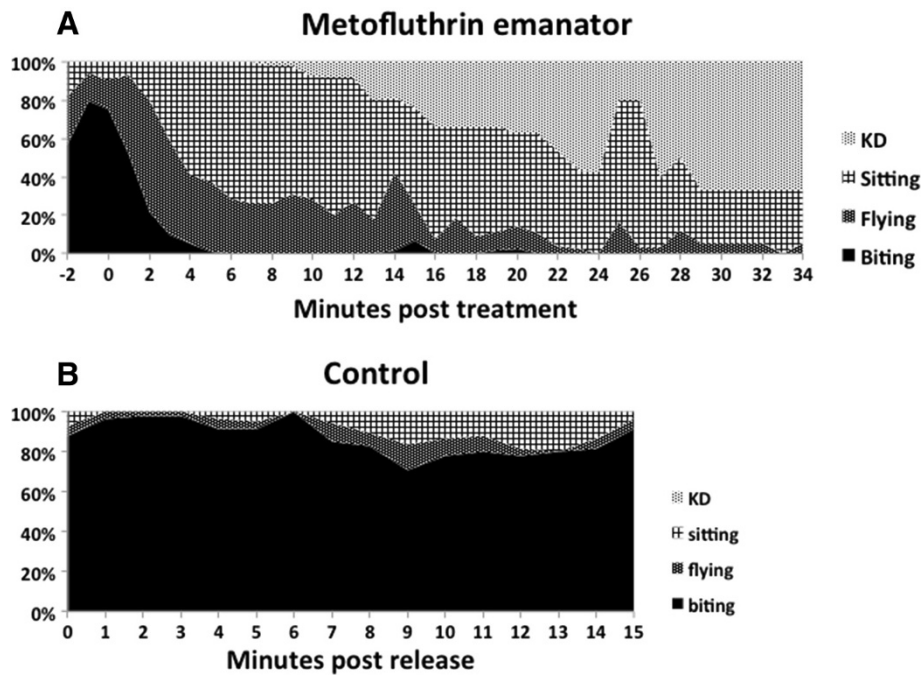 A
Metofluthrin emanator
100%
80%
60%
40%
20%
0%
-2 0 2 4 6 8 10 12 14 16 18 20 22 24 26 28 30 32 34
Minutes post treatment
KD
Sitting
Flying
Biting
B
Control
100%
80%
60%
40%
20%
0%
0 1 2 3 4 5 6 7 8 9 10 11 12 13 14 15
Minutes post release
KD
sitting
flying
biting